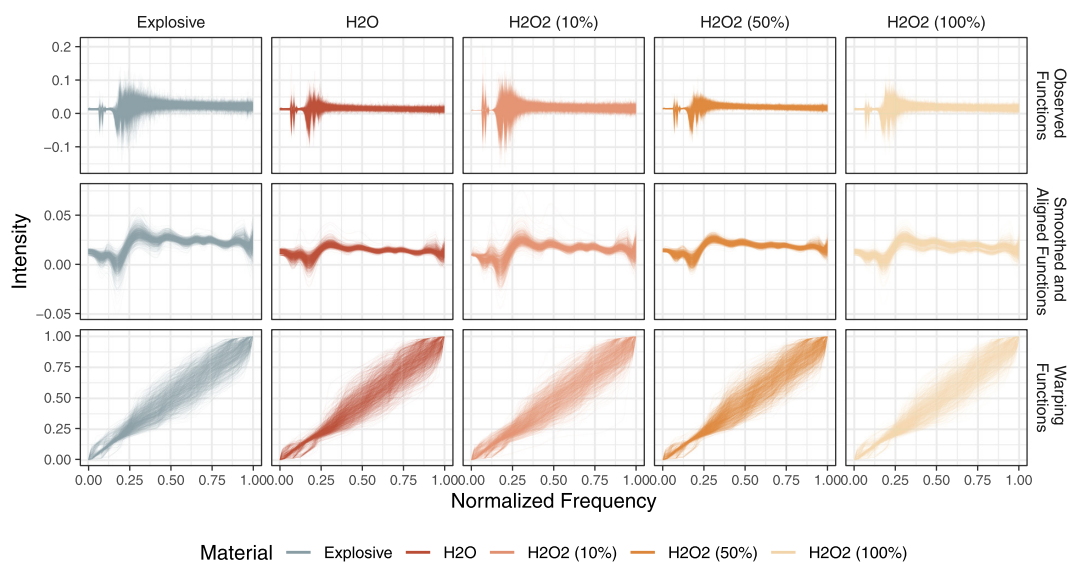 Explosive H2O H2O2 (10%) H2O2 (50%) H2O2 (100%)
0.2
0.1
0.0
−0.1
Observed
Functions
0.05
0.00
−0.05
Smoothed and
Aligned Functions
1.00
0.75
0.50
0.25
0.00
Warping
Functions
Intensity
0.00 0.25 0.50 0.75 1.00 0.00 0.25 0.50 0.75 1.00 0.00 0.25 0.50 0.75 1.00 0.00 0.25 0.50 0.75 1.00 0.00 0.25 0.50 0.75 1.00
Normalized Frequency
Material Explosive H2O H2O2 (10%) H2O2 (50%) H2O2 (100%)